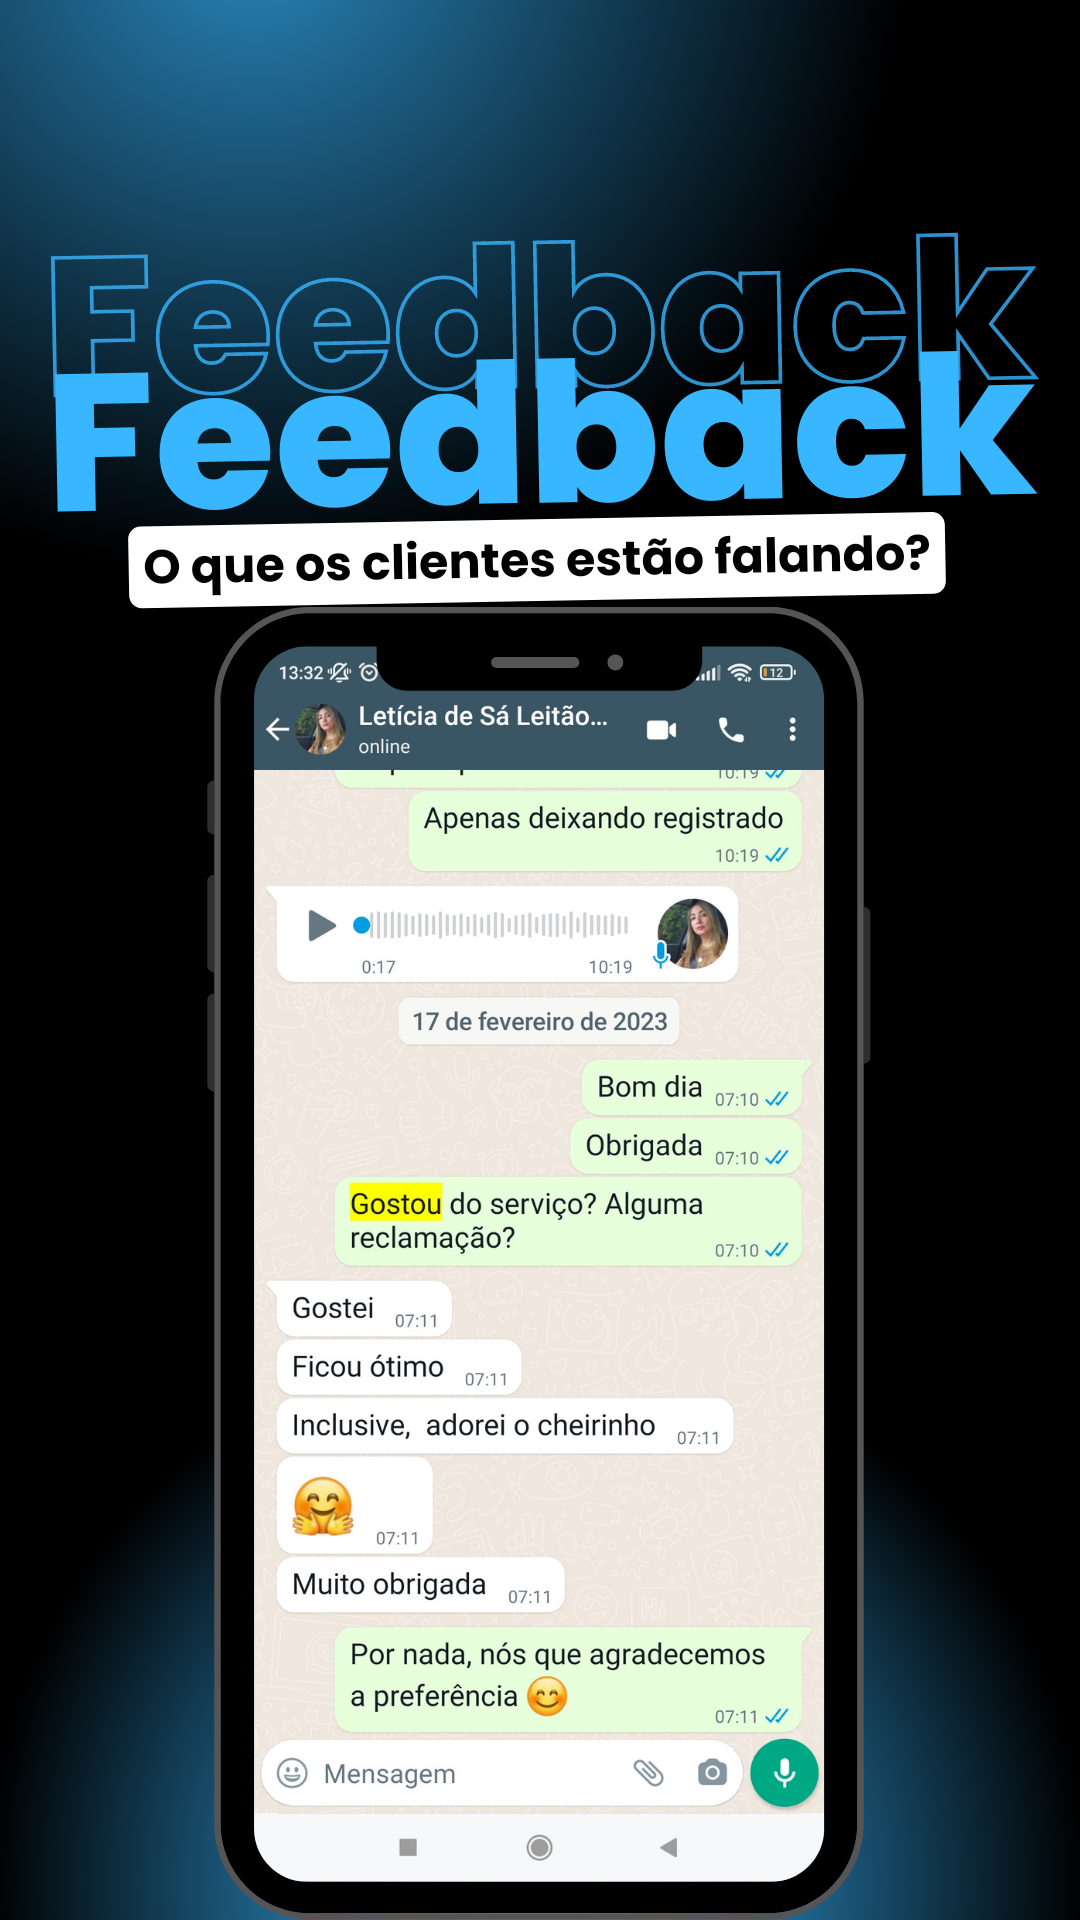 Feedback
Feedback
O que os clientes estão falando?
13:32
12
Letícia de Sá Leitão...
online
10:19
Apenas deixando registrado
10:19
0:17
10:19
17 de fevereiro de 2023
Bom dia 07:10
Obrigada 07:10
Gostou do serviço? Alguma
reclamação?
07:10
Gostei 07:11
Ficou ótimo 07:11
Inclusive, adorei o cheirinho 07:11
🤗 07:11
Muito obrigada 07:11
Por nada, nós que agradecemos
a preferência 😊
07:11
Mensagem